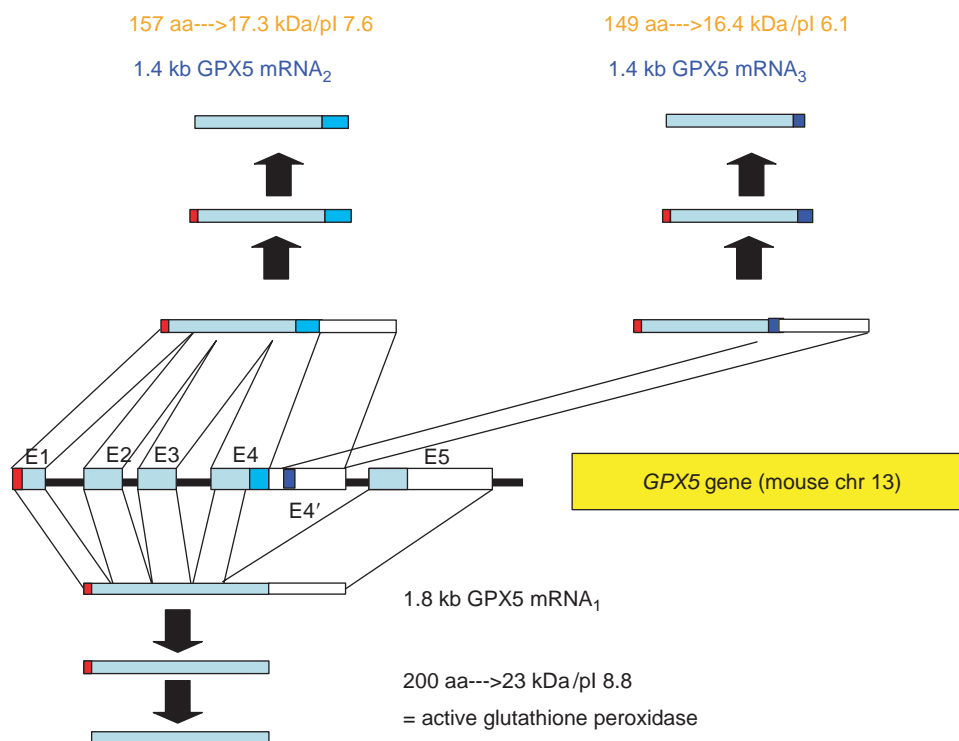 157 aa--->17.3 kDa/pI 7.6
149 aa--->16.4 kDa/pI 6.1
1.4 kb GPX5 mRNA₂
1.4 kb GPX5 mRNA₃
E1
E2
E3
E4
E5
E4′
GPX5 gene (mouse chr 13)
1.8 kb GPX5 mRNA₁
200 aa--->23 kDa/pI 8.8
= active glutathione peroxidase